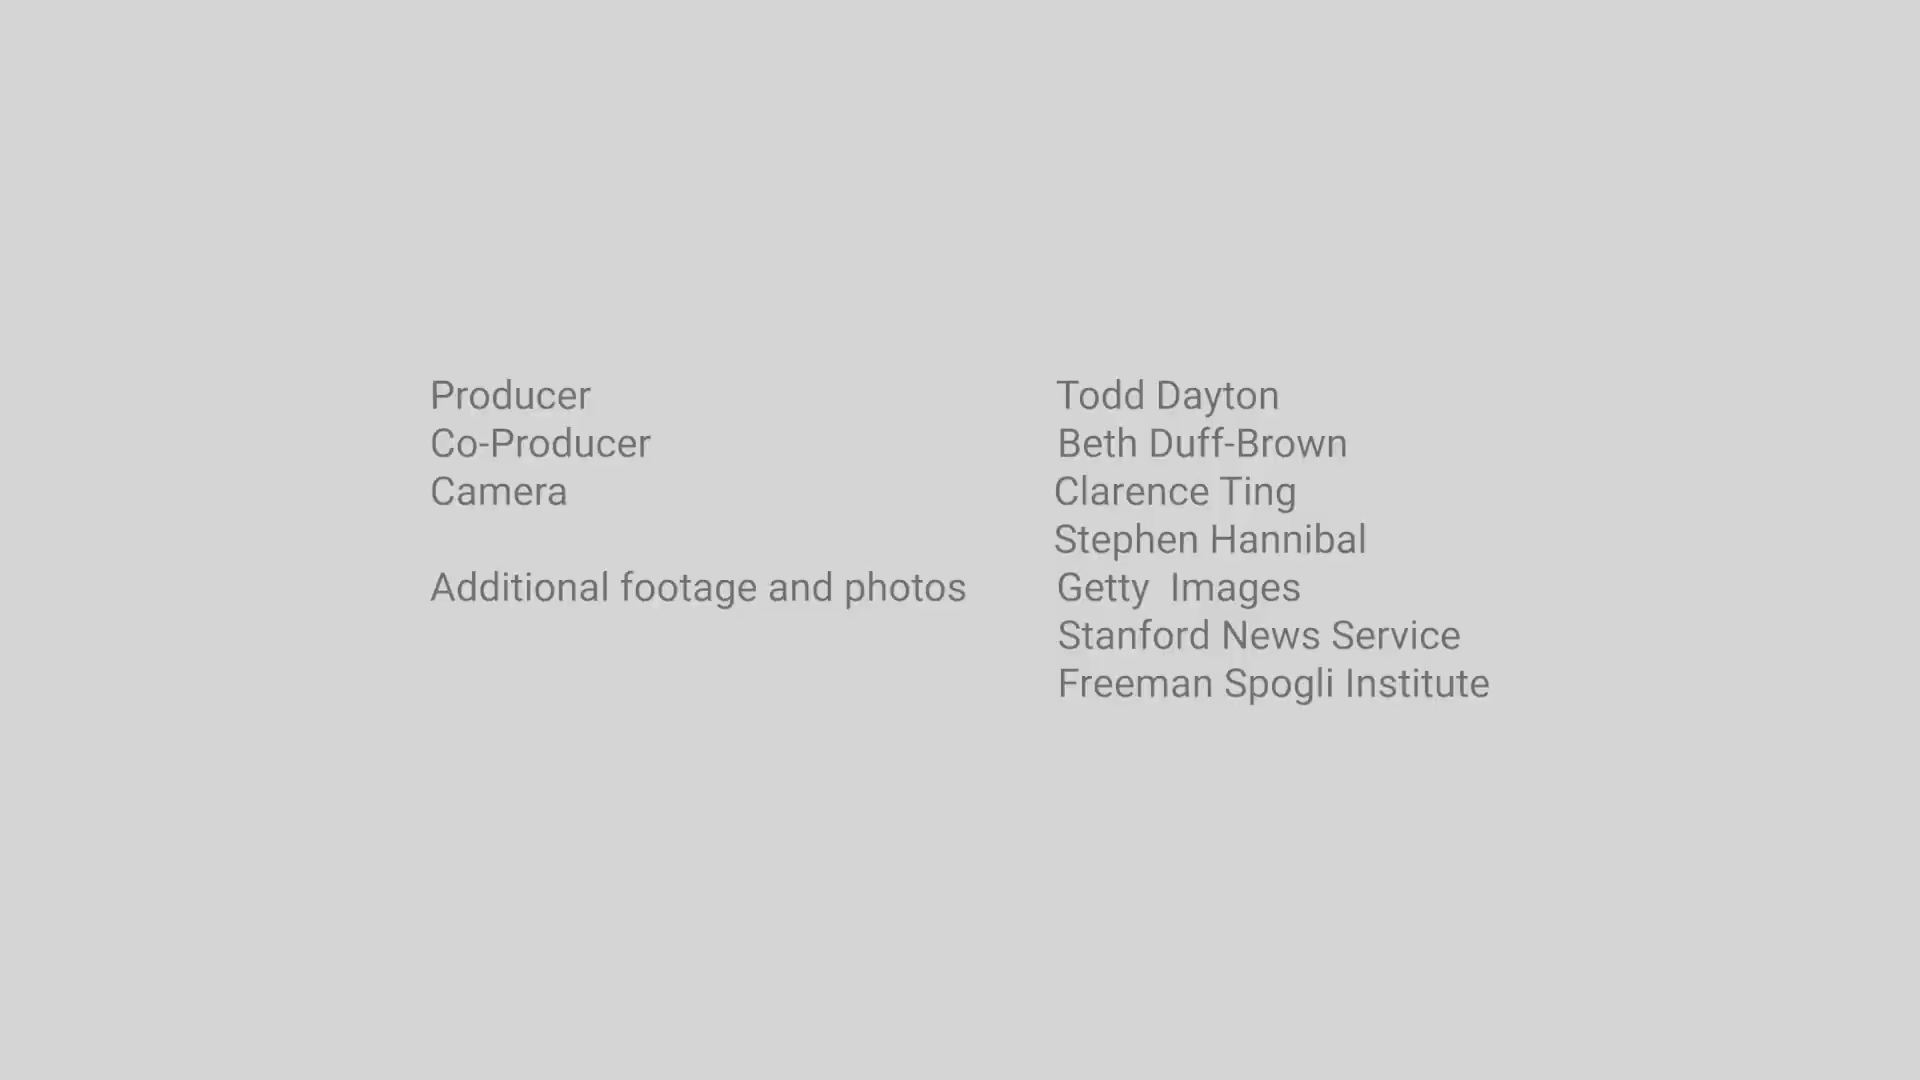 Producer Todd Dayton
Co-Producer Beth Duff-Brown
Camera Clarence Ting
Stephen Hannibal
Additional footage and photos Getty  Images
Stanford News Service
Freeman Spogli Institute